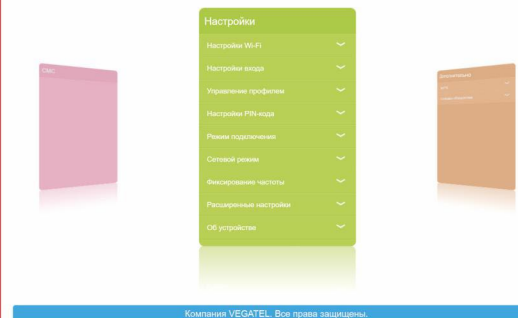 Настройки
Настройки Wi-Fi
Настройки входа
Управление профилем
Настройки PIN-кода
Режим подключения
Сетевой режим
Фиксирование частоты
Расширенные настройки
Об устройстве
Компания VEGATEL. Все права защищены.